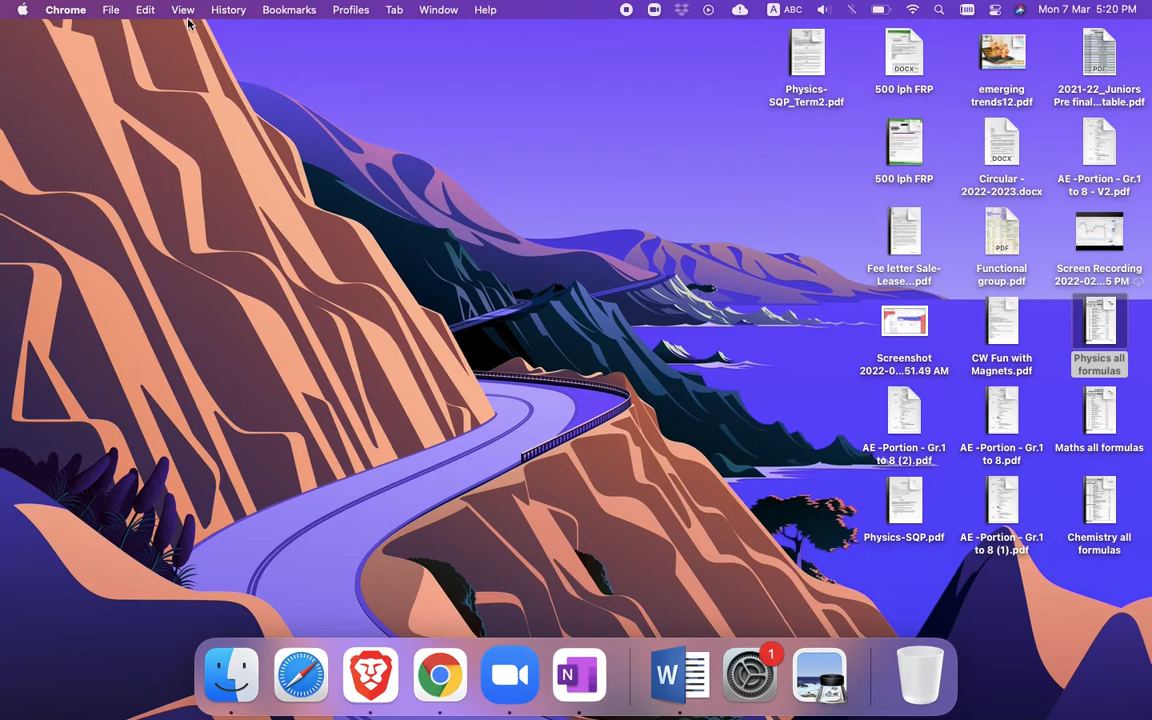 Chrome File Edit View History Bookmarks Profiles Tab Window Help A ABC Mon 7 Mar 5:20 PM
Physics-
SQP_Term2.pdf
DOCX
500 lph FRP
emerging
trends12.pdf
PDF
2021-22_Juniors
Pre final...table.pdf
500 lph FRP
DOCX
Circular -
2022-2023.docx
AE -Portion - Gr.1
to 8 - V2.pdf
Fee letter Sale-
Lease...pdf
PDF
Functional
group.pdf
Screen Recording
2022-02...5 PM
Screenshot
2022-0...51.49 AM
CW Fun with
Magnets.pdf
Physics all
formulas
AE -Portion - Gr.1
to 8 (2).pdf
AE -Portion - Gr.1
to 8.pdf
Maths all formulas
Physics-SQP.pdf
AE -Portion - Gr.1
to 8 (1).pdf
Chemistry all
formulas
N
W
1